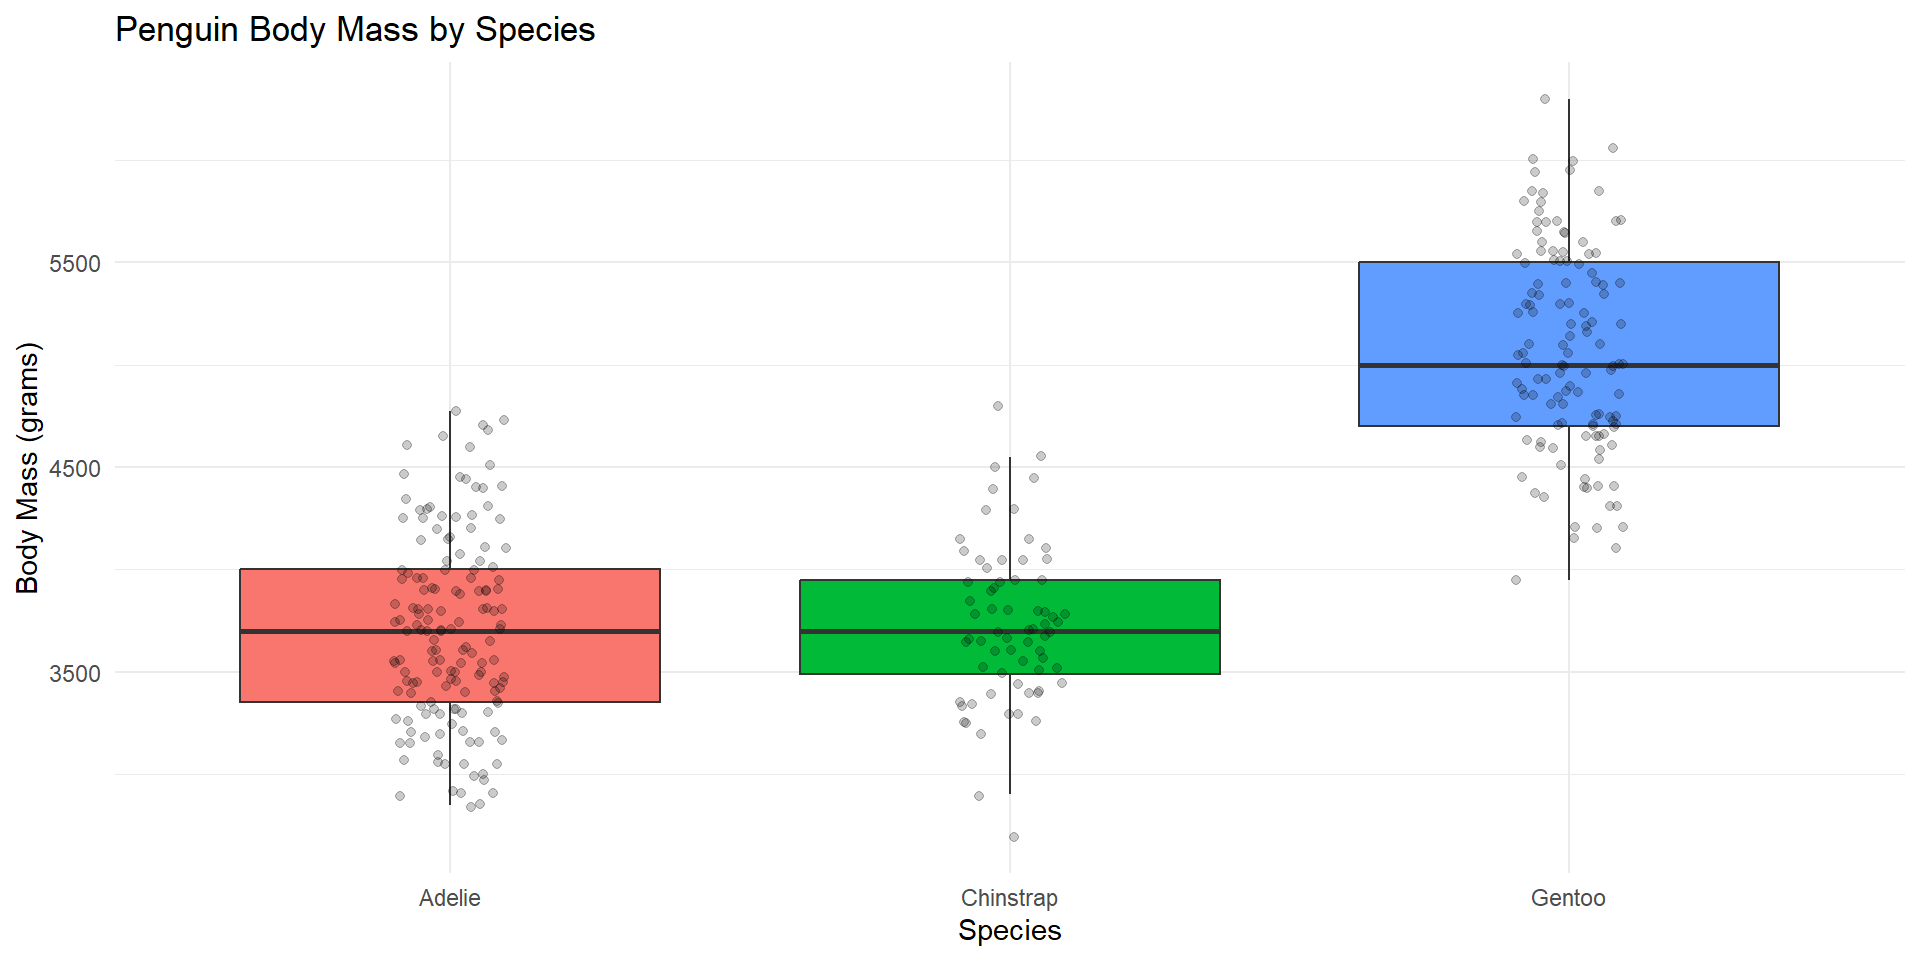 Penguin Body Mass by Species
Body Mass (grams)
5500
4500
3500
Adelie
Chinstrap
Gentoo
Species